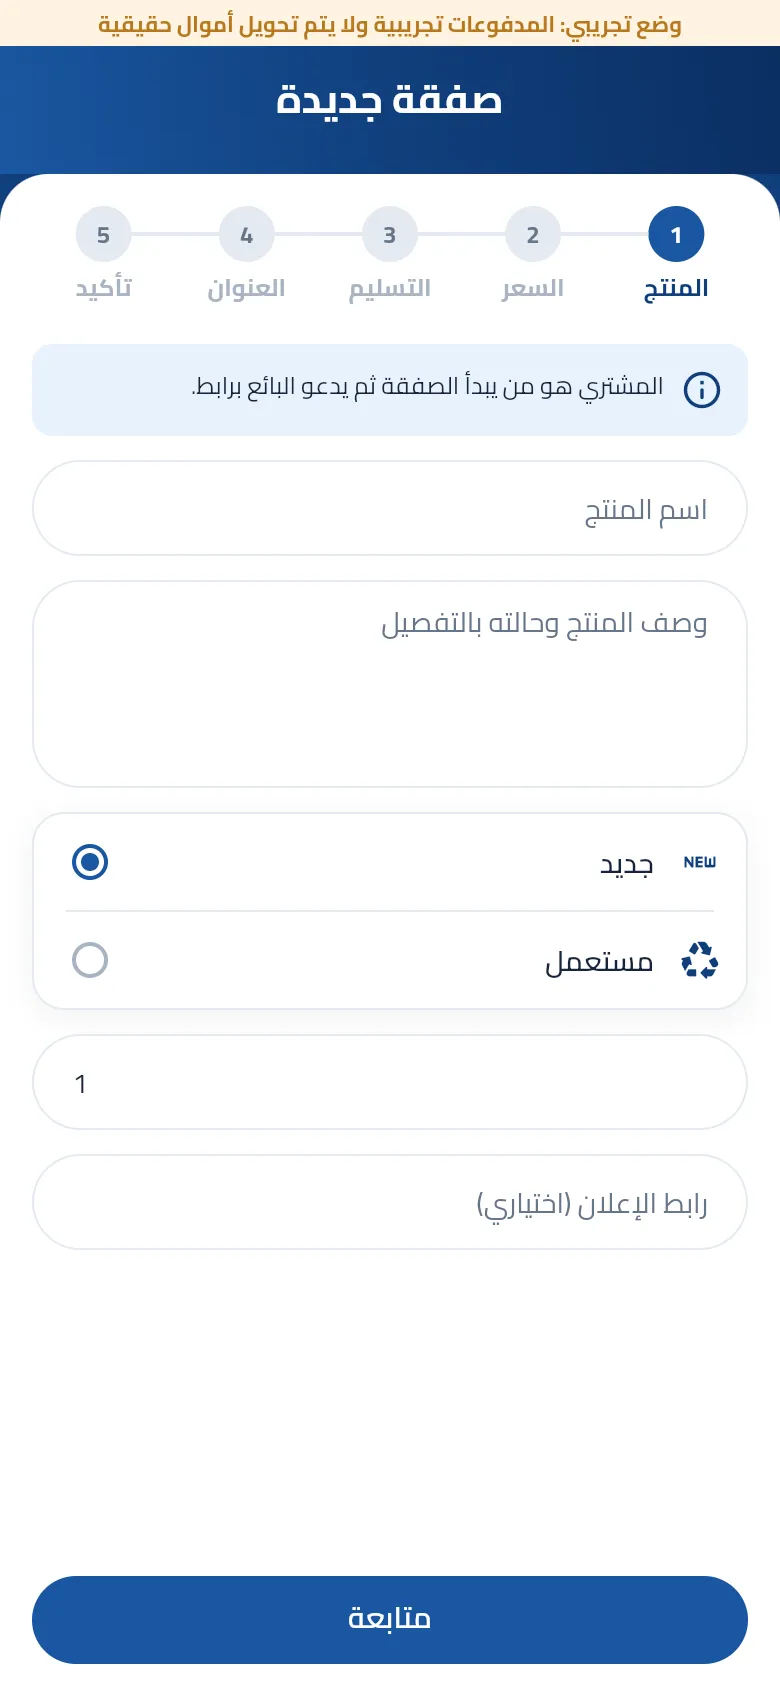 وضع تجريبي: المدفوعات تجريبية ولا يتم تحويل أموال حقيقية
صفقة جديدة
1 2 3 4 5
المنتج السعر التسليم العنوان تأكيد
المشتري هو من يبدأ الصفقة ثم يدعو البائع برابط.
اسم المنتج
وصف المنتج وحالته بالتفصيل
NEW جديد
مستعمل
1
رابط الإعلان (اختياري)
متابعة